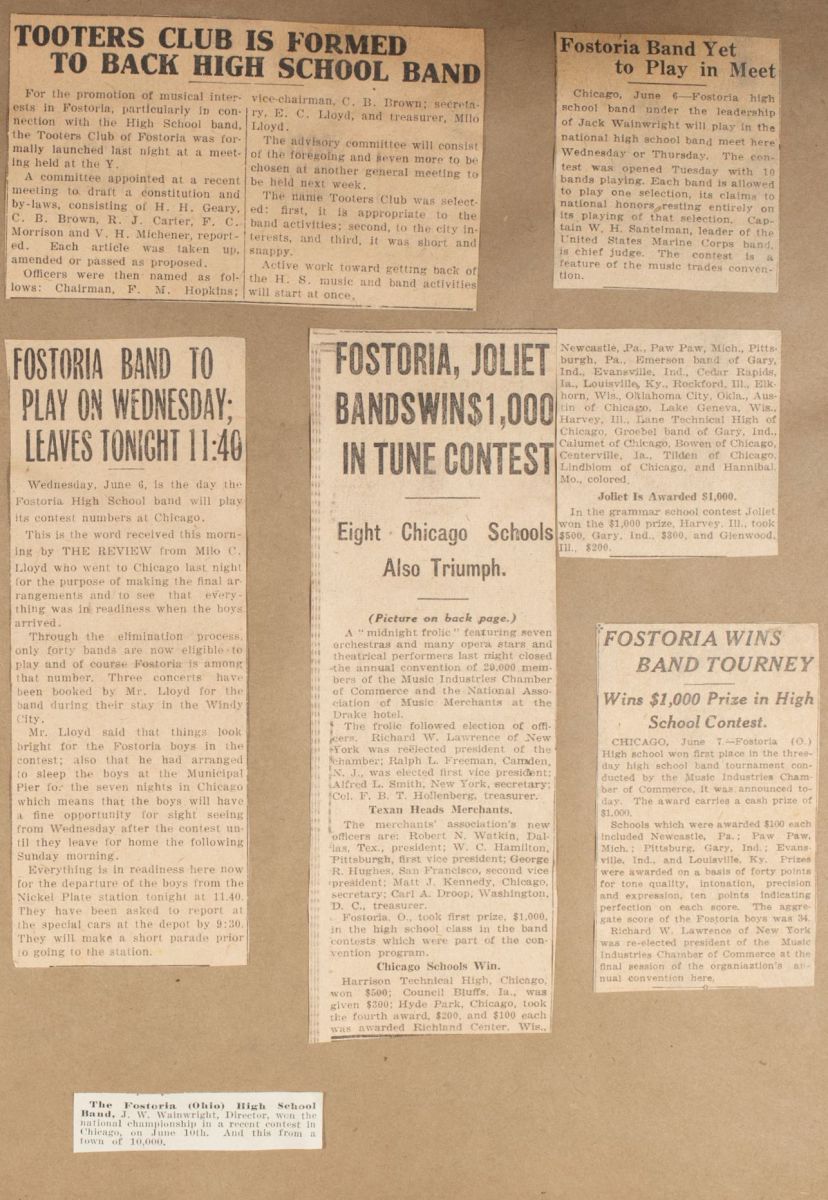 TOOTERS CLUB IS FORMED
TO BACK HIGH SCHOOL BAND
For the promotion of musical inter-
ests in Fostoria, particularly in con-
nection with the High School band,
the Tooters Club of Fostoria was for-
mally launched last night at a meet-
ing held at the Y.
A committee appointed at a recent
meeting to draft a constitution and
by-laws, consisting of H. H. Geary,
C. B. Brown, R. J. Carter, F. C.
Morrison and V. H. Michener, report-
ed. Each article was taken up,
amended or passed as proposed.
Officers were then named as fol-
lows: Chairman, F. M. Hopkins;
vice-chairman, C. B. Brown; secreta-
ry, E. C. Lloyd, and treasurer, Milo
Lloyd.
The advisory committee will consist
of the foregoing and seven more to be
chosen at another general meeting to
be held next week.
The name Tooters Club was select-
ed: first, it is appropriate to the
band activities; second, to the city in-
terests, and third, it was short and
snappy.
Active work toward getting back of
the H. S. music and band activities
will start at once.
Fostoria Band Yet
to Play in Meet
Chicago, June 6—Fostoria high
school band under the leadership
of Jack Wainwright will play in the
national high school band meet here
Wednesday or Thursday. The con-
test was opened Tuesday with 10
bands playing. Each band is allowed
to play one selection, its claims to
national honors resting entirely on
its playing of that selection. Cap-
tain W. H. Santelman, leader of the
United States Marine Corps band,
is chief judge. The contest is a
feature of the music trades conven-
tion.
FOSTORIA BAND TO
PLAY ON WEDNESDAY;
LEAVES TONIGHT 11:40
Wednesday, June 6, is the day the
Fostoria High School band will play
its contest numbers at Chicago.
This is the word received this morn-
ing by THE REVIEW from Milo C.
Lloyd who went to Chicago last night
for the purpose of making the final ar-
rangements and to see that every-
thing was in readiness when the boys
arrived.
Through the elimination process,
only forty bands are now eligible to
play and of course Fostoria is among
that number. Three concerts have
been booked by Mr. Lloyd for the
band during their stay in the Windy
City.
Mr. Lloyd said that things look
bright for the Fostoria boys in the
contest; also that he had arranged
to sleep the boys at the Municipal
Pier for the seven nights in Chicago
which means that the boys will have
a fine opportunity for sight seeing
from Wednesday after the contest un-
til they leave for home the following
Sunday morning.
Everything is in readiness here now
for the departure of the boys from the
Nickel Plate station tonight at 11.40.
They have been asked to report at
the special cars at the depot by 9:30.
They will make a short parade prior
to going to the station.
FOSTORIA, JOLIET
BANDS WIN $1,000
IN TUNE CONTEST
Eight Chicago Schools
Also Triumph.
(Picture on back page.)
A "midnight frolic" featuring seven
orchestras and many opera stars and
theatrical performers last night closed
the annual convention of 20,000 mem-
bers of the Music Industries Chamber
of Commerce and the National Asso-
ciation of Music Merchants at the
Drake hotel.
The frolic followed election of offi-
cers. Richard W. Lawrence of New
York was reëlected president of the
chamber; Ralph L. Freeman, Camden,
N. J., was elected first vice president;
Alfred L. Smith, New York, secretary;
Col. F. B. T. Hollenberg, treasurer.
Texan Heads Merchants.
The merchants' association's new
officers are: Robert N. Watkin, Dal-
las, Tex., president; W. C. Hamilton,
Pittsburgh, first vice president; George
R. Hughes, San Francisco, second vice
president; Matt J. Kennedy, Chicago,
secretary; Carl A. Droop, Washington,
D. C., treasurer.
Fostoria, O., took first prize, $1,000,
in the high school class in the band
contests which were part of the con-
vention program.
Chicago Schools Win.
Harrison Technical High, Chicago,
won $500; Council Bluffs, Ia., was
given $300; Hyde Park, Chicago, took
the fourth award, $200, and $100 each
was awarded Richland Center, Wis.,
Newcastle, Pa., Paw Paw, Mich., Pitts-
burgh, Pa., Emerson band of Gary,
Ind., Evansville, Ind., Cedar Rapids,
Ia., Louisville, Ky., Rockford, Ill., Elk-
horn, Wis., Oklahoma City, Okla., Aus-
tin of Chicago, Lake Geneva, Wis.,
Harvey, Ill., Lane Technical High of
Chicago, Groebel band of Gary, Ind.,
Calumet of Chicago, Bowen of Chicago,
Centerville, Ia., Tilden of Chicago,
Lindblom of Chicago, and Hannibal,
Mo., colored.
Joliet Is Awarded $1,000.
In the grammar school contest Joliet
won the $1,000 prize, Harvey, Ill., took
$500, Gary, Ind., $300, and Glenwood,
Ill., $200.
FOSTORIA WINS
BAND TOURNEY
Wins $1,000 Prize in High
School Contest.
CHICAGO, June 7.—Fostoria (O.)
High school won first place in the three-
day high school band tournament con-
ducted by the Music Industries Cham-
ber of Commerce, it was announced to-
day. The award carries a cash prize of
$1,000.
Schools which were awarded $100 each
included Newcastle, Pa.; Paw Paw,
Mich.; Pittsburg, Gary, Ind.; Evans-
ville, Ind., and Louisville, Ky. Prizes
were awarded on a basis of forty points
for tone quality, intonation, precision
and expression, ten points indicating
perfection on each score. The aggre-
gate score of the Fostoria boys was 34.
Richard W. Lawrence of New York
was re-elected president of the Music
Industries Chamber of Commerce at the
final session of the organiaztion's an-
nual convention here.
The Fostoria (Ohio) High School
Band, J. W. Wainwright, Director, won the
national championship in a recent contest in
Chicago, on June 10th. And this from a
town of 10,000.